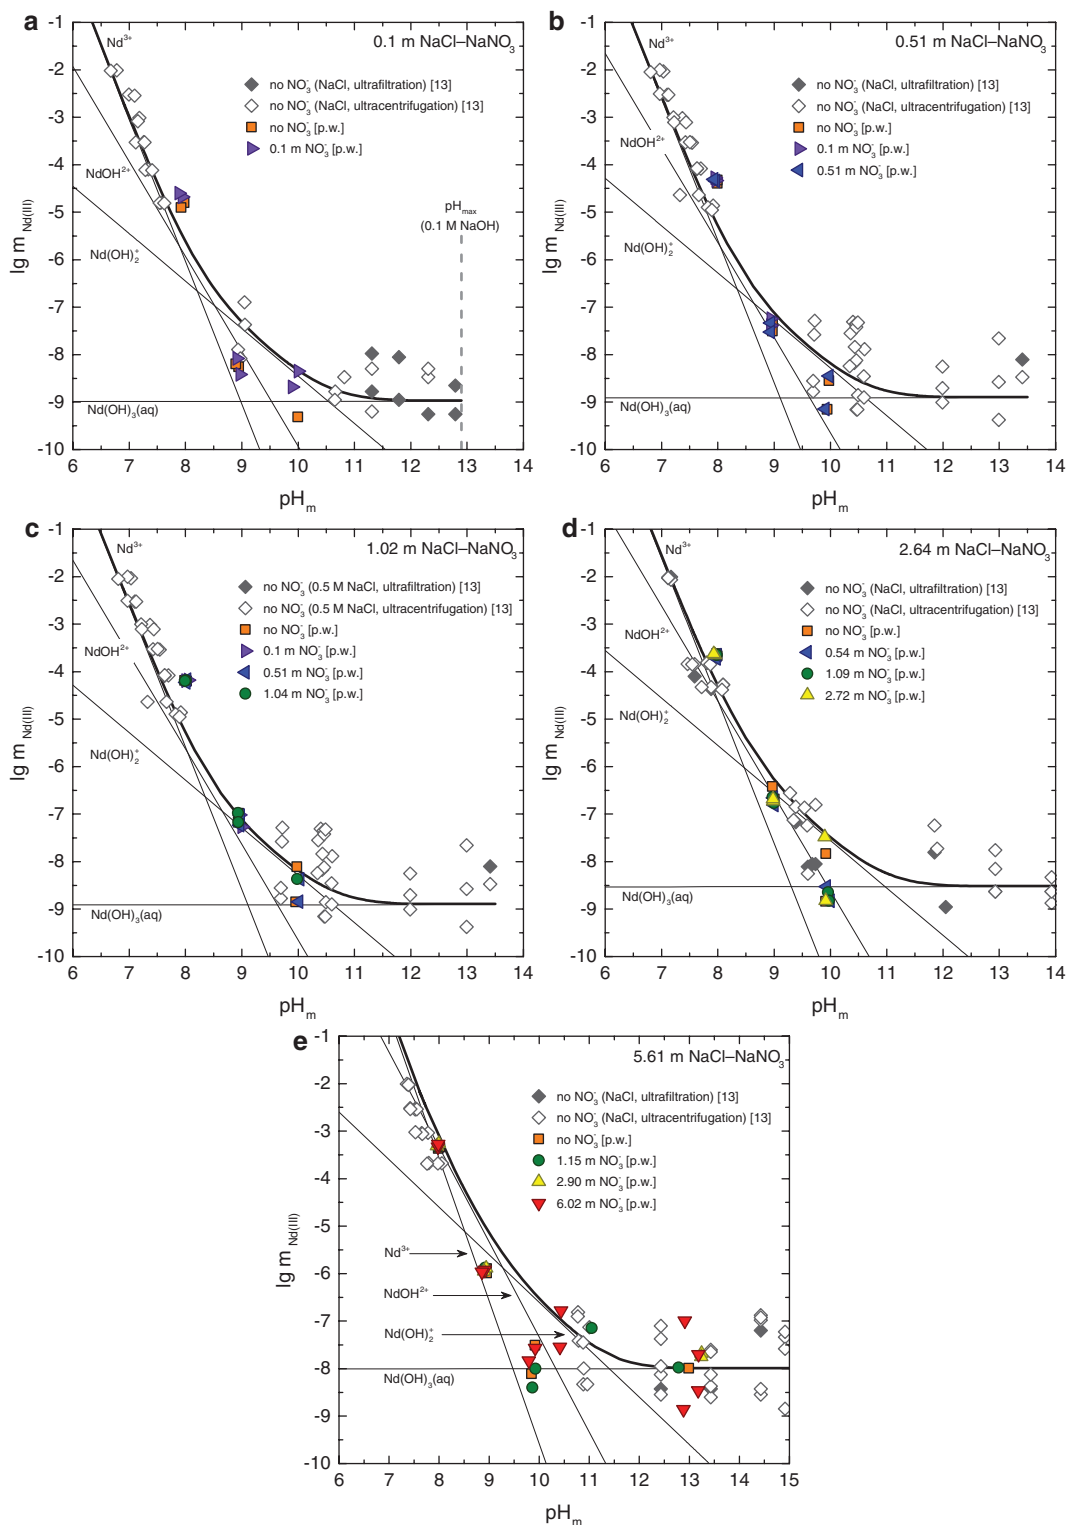 a
0.1 m NaCl–NaNO₃
Nd³⁺
NdOH²⁺
Nd(OH)₂⁺
Nd(OH)₃(aq)
no NO₃⁻ (NaCl, ultrafiltration) [13]
no NO₃⁻ (NaCl, ultracentrifugation) [13]
no NO₃⁻ [p.w.]
0.1 m NO₃⁻ [p.w.]
pHmax
(0.1 M NaOH)
lg m Nd(III)
-1
-2
-3
-4
-5
-6
-7
-8
-9
-10
6 7 8 9 10 11 12 13 14
pHm
b
0.51 m NaCl–NaNO₃
Nd³⁺
NdOH²⁺
Nd(OH)₂⁺
Nd(OH)₃(aq)
no NO₃⁻ (NaCl, ultrafiltration) [13]
no NO₃⁻ (NaCl, ultracentrifugation) [13]
no NO₃⁻ [p.w.]
0.1 m NO₃⁻ [p.w.]
0.51 m NO₃⁻ [p.w.]
lg m Nd(III)
-1
-2
-3
-4
-5
-6
-7
-8
-9
-10
6 7 8 9 10 11 12 13 14
pHm
c
1.02 m NaCl–NaNO₃
Nd³⁺
NdOH²⁺
Nd(OH)₂⁺
Nd(OH)₃(aq)
no NO₃⁻ (0.5 M NaCl, ultrafiltration) [13]
no NO₃⁻ (0.5 M NaCl, ultracentrifugation) [13]
no NO₃⁻ [p.w.]
0.1 m NO₃⁻ [p.w.]
0.51 m NO₃⁻ [p.w.]
1.04 m NO₃⁻ [p.w.]
lg m Nd(III)
-1
-2
-3
-4
-5
-6
-7
-8
-9
-10
6 7 8 9 10 11 12 13 14
pHm
d
2.64 m NaCl–NaNO₃
Nd³⁺
NdOH²⁺
Nd(OH)₂⁺
Nd(OH)₃(aq)
no NO₃⁻ (NaCl, ultrafiltration) [13]
no NO₃⁻ (NaCl, ultracentrifugation) [13]
no NO₃⁻ [p.w.]
0.54 m NO₃⁻ [p.w.]
1.09 m NO₃⁻ [p.w.]
2.72 m NO₃⁻ [p.w.]
lg m Nd(III)
-1
-2
-3
-4
-5
-6
-7
-8
-9
-10
6 7 8 9 10 11 12 13 14
pHm
e
5.61 m NaCl–NaNO₃
no NO₃⁻ (NaCl, ultrafiltration) [13]
no NO₃⁻ (NaCl, ultracentrifugation) [13]
no NO₃⁻ [p.w.]
1.15 m NO₃⁻ [p.w.]
2.90 m NO₃⁻ [p.w.]
6.02 m NO₃⁻ [p.w.]
Nd³⁺
NdOH²⁺
Nd(OH)₂⁺
Nd(OH)₃(aq)
lg m Nd(III)
-1
-2
-3
-4
-5
-6
-7
-8
-9
-10
6 7 8 9 10 11 12 13 14 15
pHm